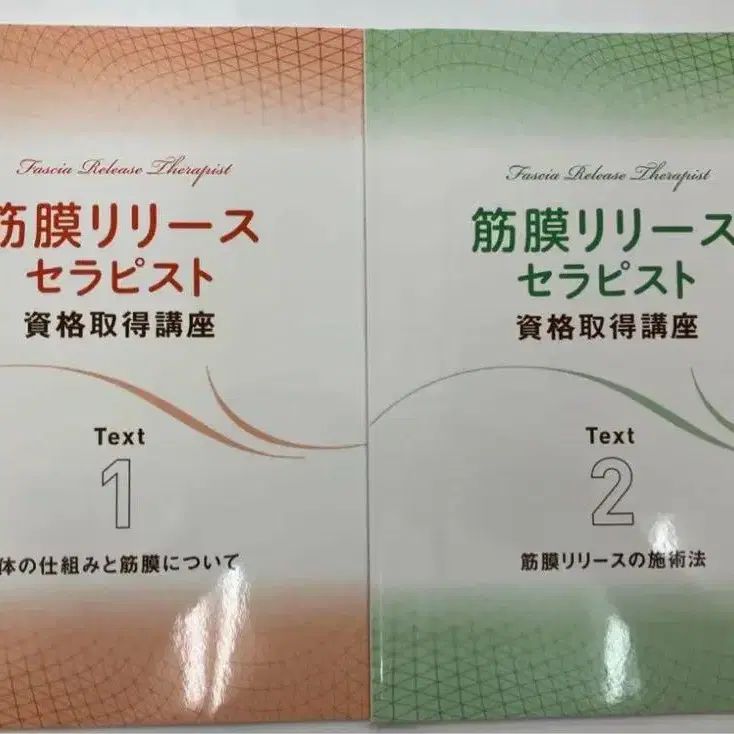 Fascia Release Therapist
筋膜リリース
セラピスト
資格取得講座
Text
1
体の仕組みと筋膜について
Fascia Release Therapist
筋膜リリース
セラピスト
資格取得講座
Text
2
筋膜リリースの施術法